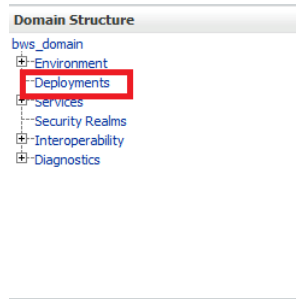 Domain Structure
bws_domain
Environment
Deployments
Services
Security Realms
Interoperability
Diagnostics